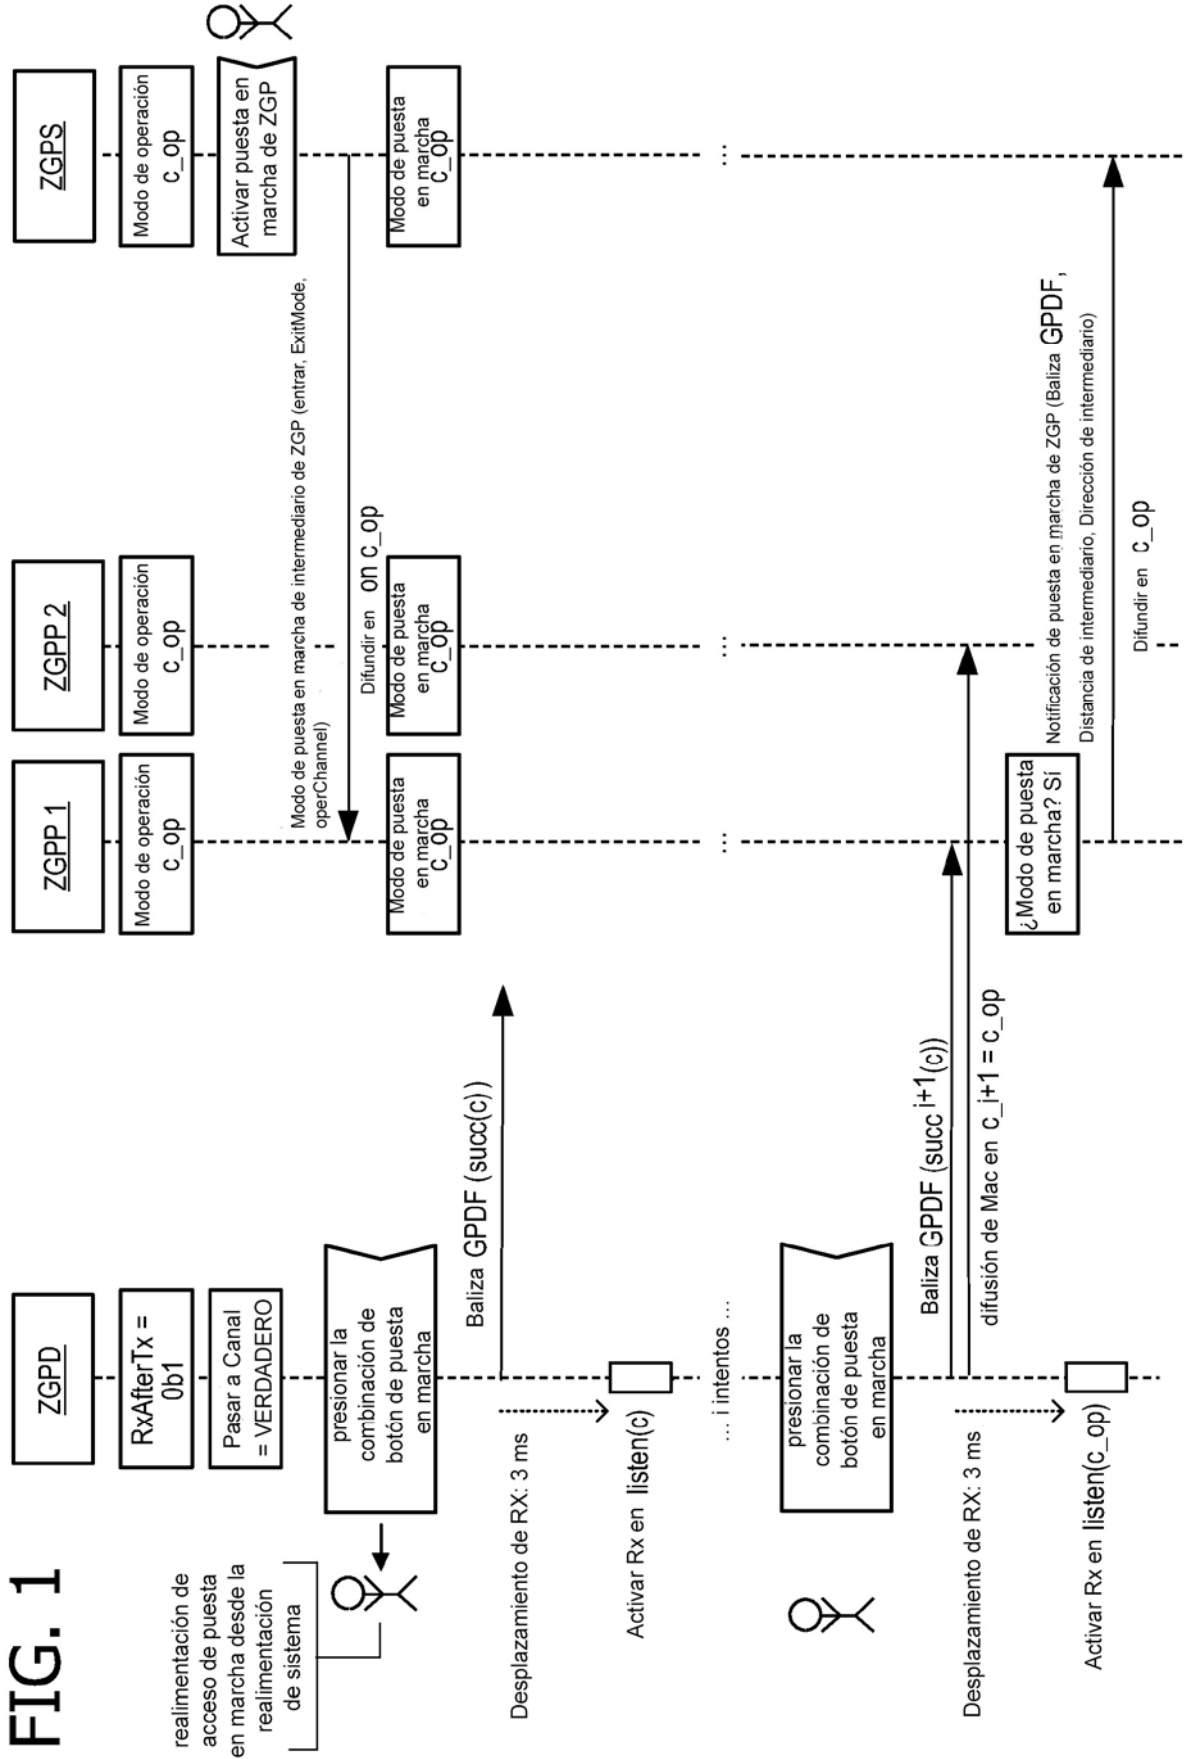 FIG. 1
ZGPD
ZGPP 1
ZGPP 2
ZGPS
RxAfterTx =
0b1
Modo de operación
c_op
Modo de operación
c_op
Modo de operación
c_op
Pasar a Canal
= VERDADERO
Activar puesta en
marcha de ZGP
realimentación de
acceso de puesta
en marcha desde la
realimentación
de sistema
presionar la
combinación de
botón de puesta
en marcha
Modo de puesta en marcha de intermediario de ZGP (entrar, ExitMode,
operChannel)
Difundir en on c_op
Modo de puesta
en marcha
c_op
Modo de puesta
en marcha
c_op
Modo de puesta
en marcha
c_op
Baliza GPDF (succ(c))
Desplazamiento de RX: 3 ms
Activar Rx en listen(c)
... i intentos ...
...
...
...
presionar la
combinación de
botón de puesta
en marcha
Baliza GPDF (succ i+1(c))
difusión de Mac en c_i+1 = c_op
Desplazamiento de RX: 3 ms
¿Modo de puesta
en marcha? Sí
Notificación de puesta en marcha de ZGP (Baliza GPDF,
Distancia de intermediario, Dirección de intermediario)
Difundir en c_op
Activar Rx en listen(c_op)